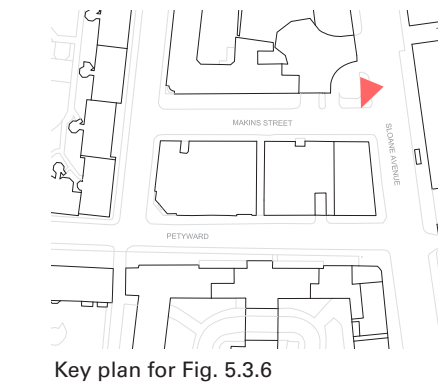 MAKINS STREET
SLOANE AVENUE
PETYWARD
Key plan for Fig. 5.3.6